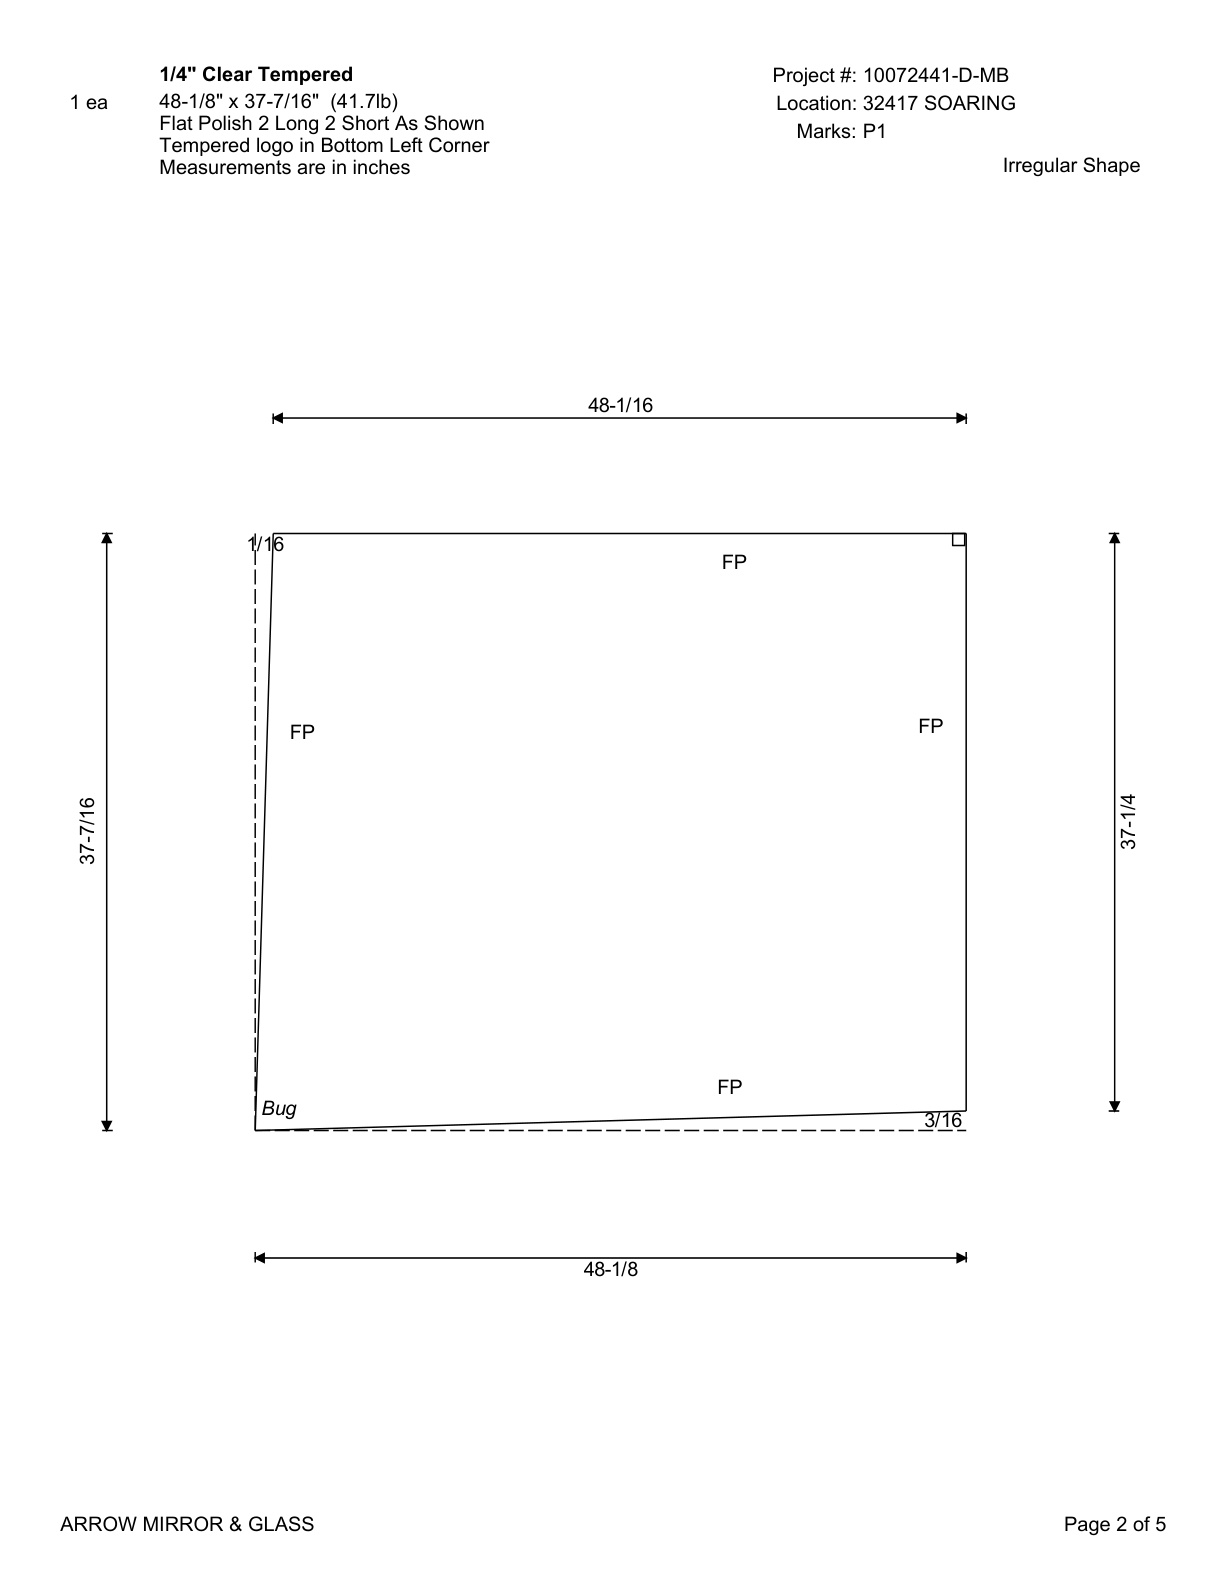 1/4" Clear Tempered
1 ea
48-1/8" x 37-7/16"  (41.7lb)
Flat Polish 2 Long 2 Short As Shown
Tempered logo in Bottom Left Corner
Measurements are in inches
Project #: 10072441-D-MB
Location: 32417 SOARING
Marks: P1
Irregular Shape
48-1/16
1/16
FP
FP
FP
37-7/16
37-1/4
FP
Bug
3/16
48-1/8
ARROW MIRROR & GLASS
Page 2 of 5